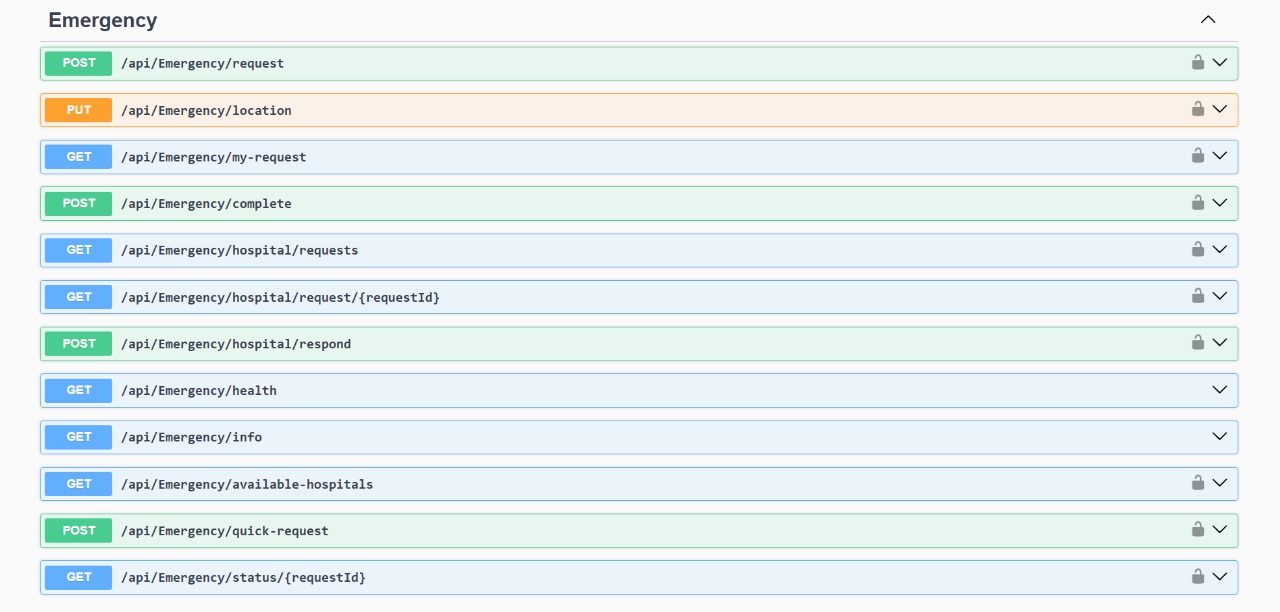 Emergency
POST /api/Emergency/request
PUT /api/Emergency/location
GET /api/Emergency/my-request
POST /api/Emergency/complete
GET /api/Emergency/hospital/requests
GET /api/Emergency/hospital/request/{requestId}
POST /api/Emergency/hospital/respond
GET /api/Emergency/health
GET /api/Emergency/info
GET /api/Emergency/available-hospitals
POST /api/Emergency/quick-request
GET /api/Emergency/status/{requestId}